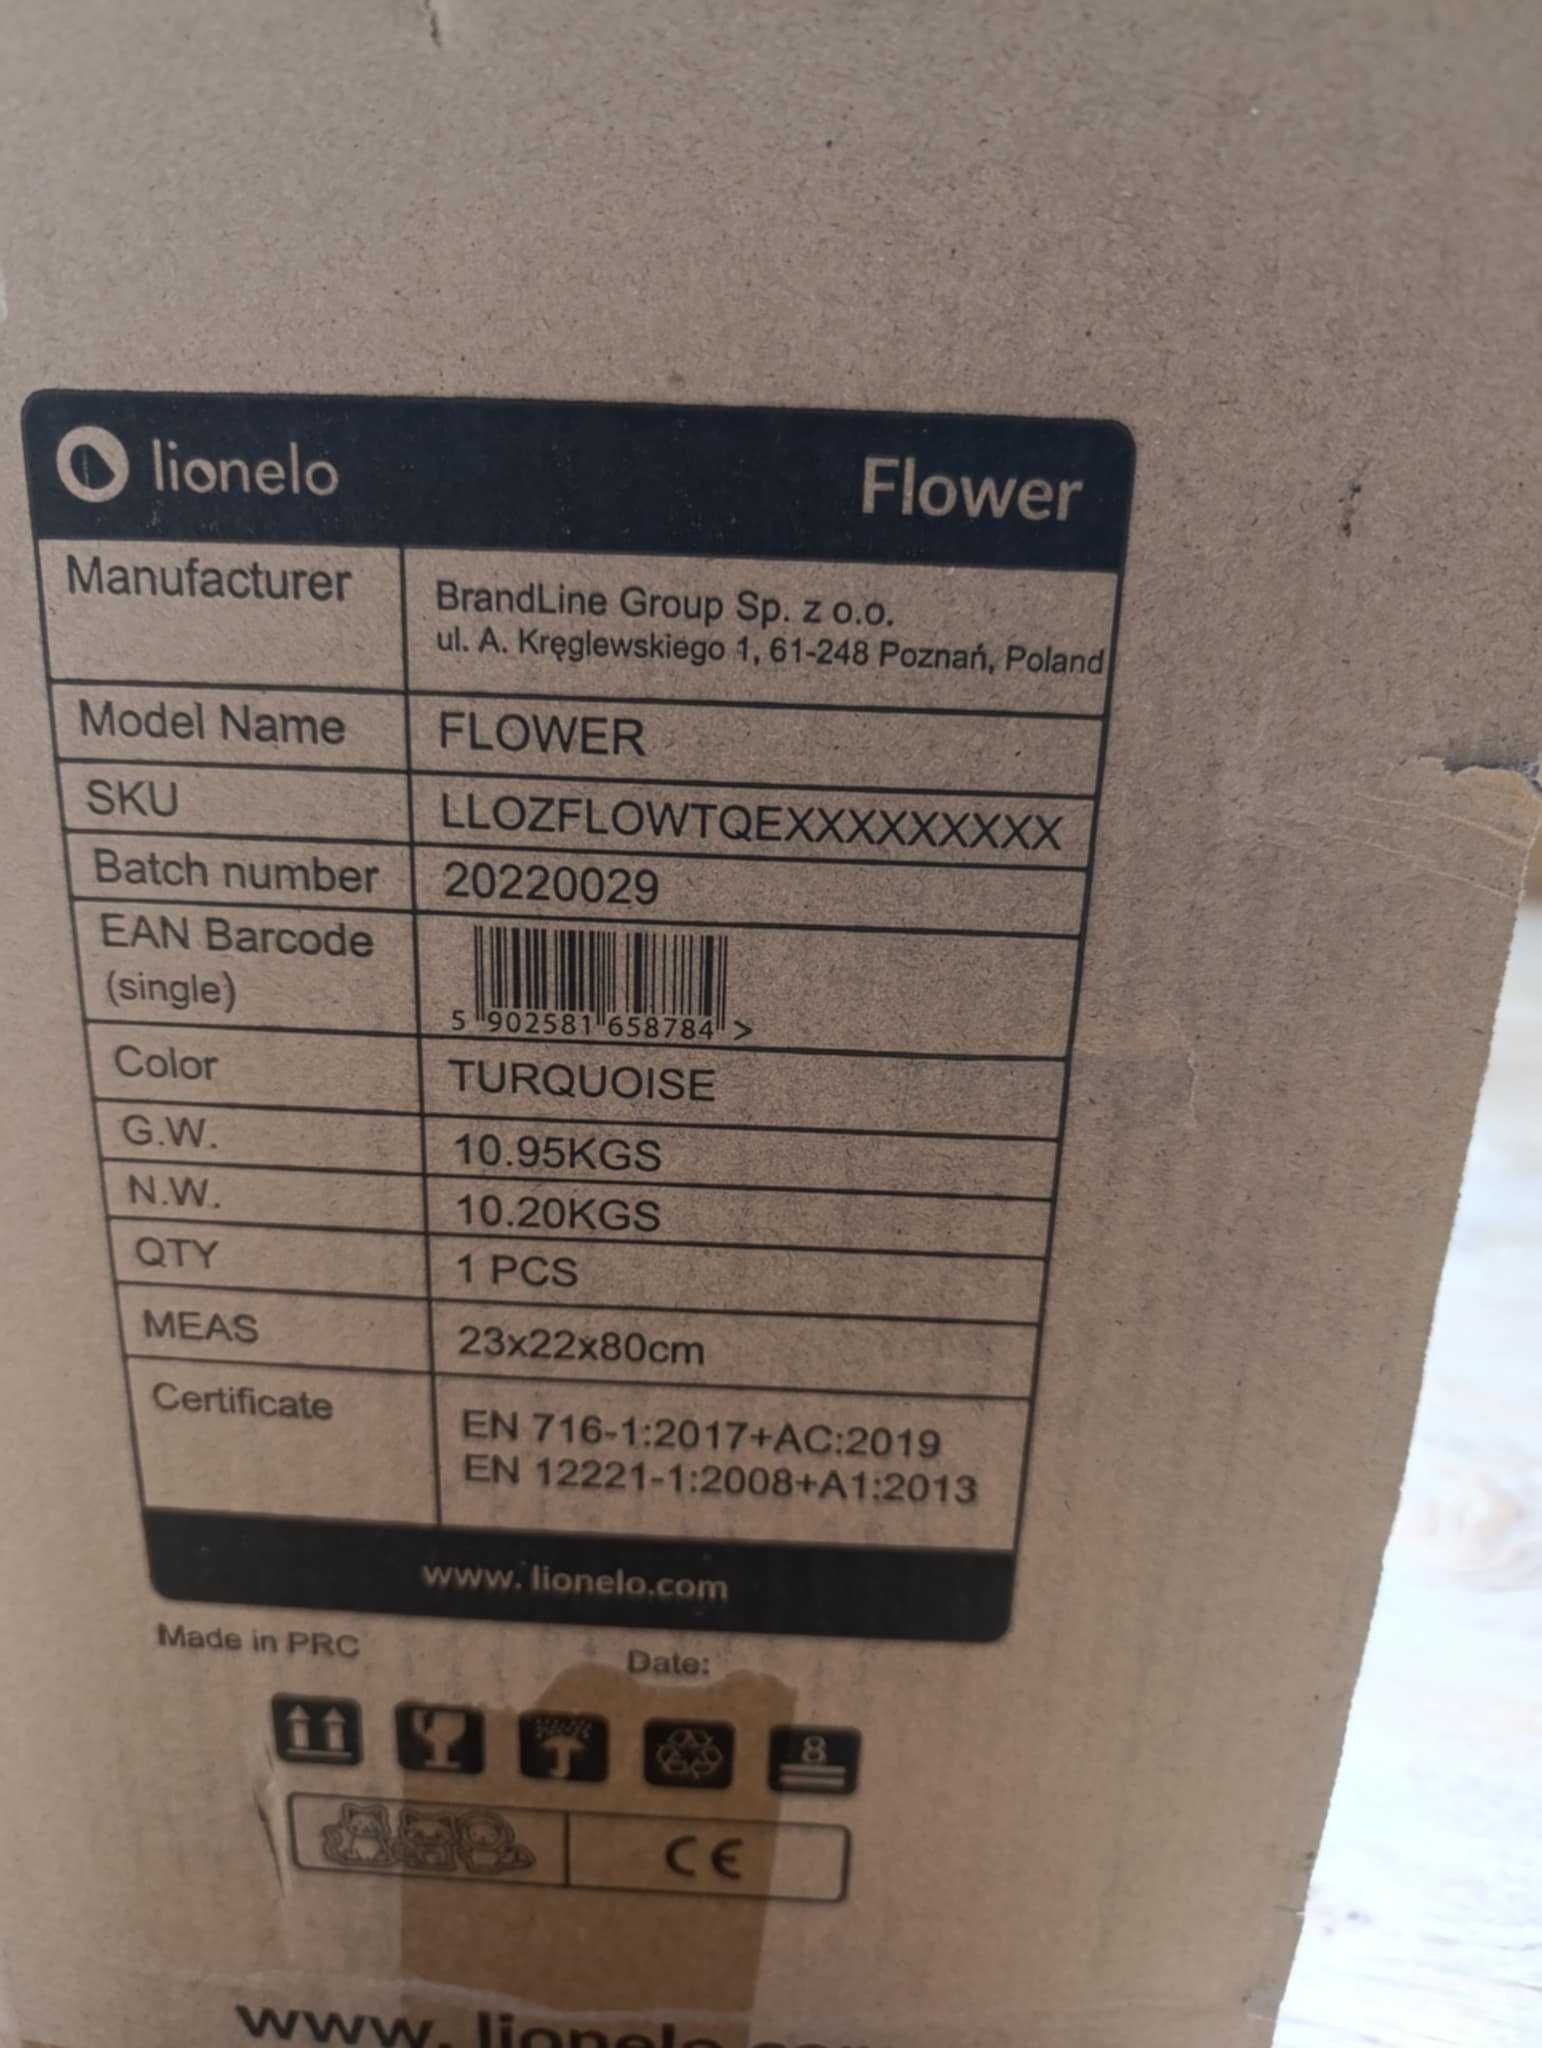 lionelo Flower
Manufacturer
BrandLine Group Sp. z o.o.
ul. A. Kręglewskiego 1, 61-248 Poznań, Poland
Model Name FLOWER
SKU LLOZFLOWTQEXXXXXXXXX
Batch number 20220029
EAN Barcode
(single)
5 902581 658784 >
Color TURQUOISE
G.W. 10.95KGS
N.W. 10.20KGS
QTY 1 PCS
MEAS 23x22x80cm
Certificate
EN 716-1:2017+AC:2019
EN 12221-1:2008+A1:2013
www. lionelo.com
Made in PRC Date:
8
CE
www. lionelo.com